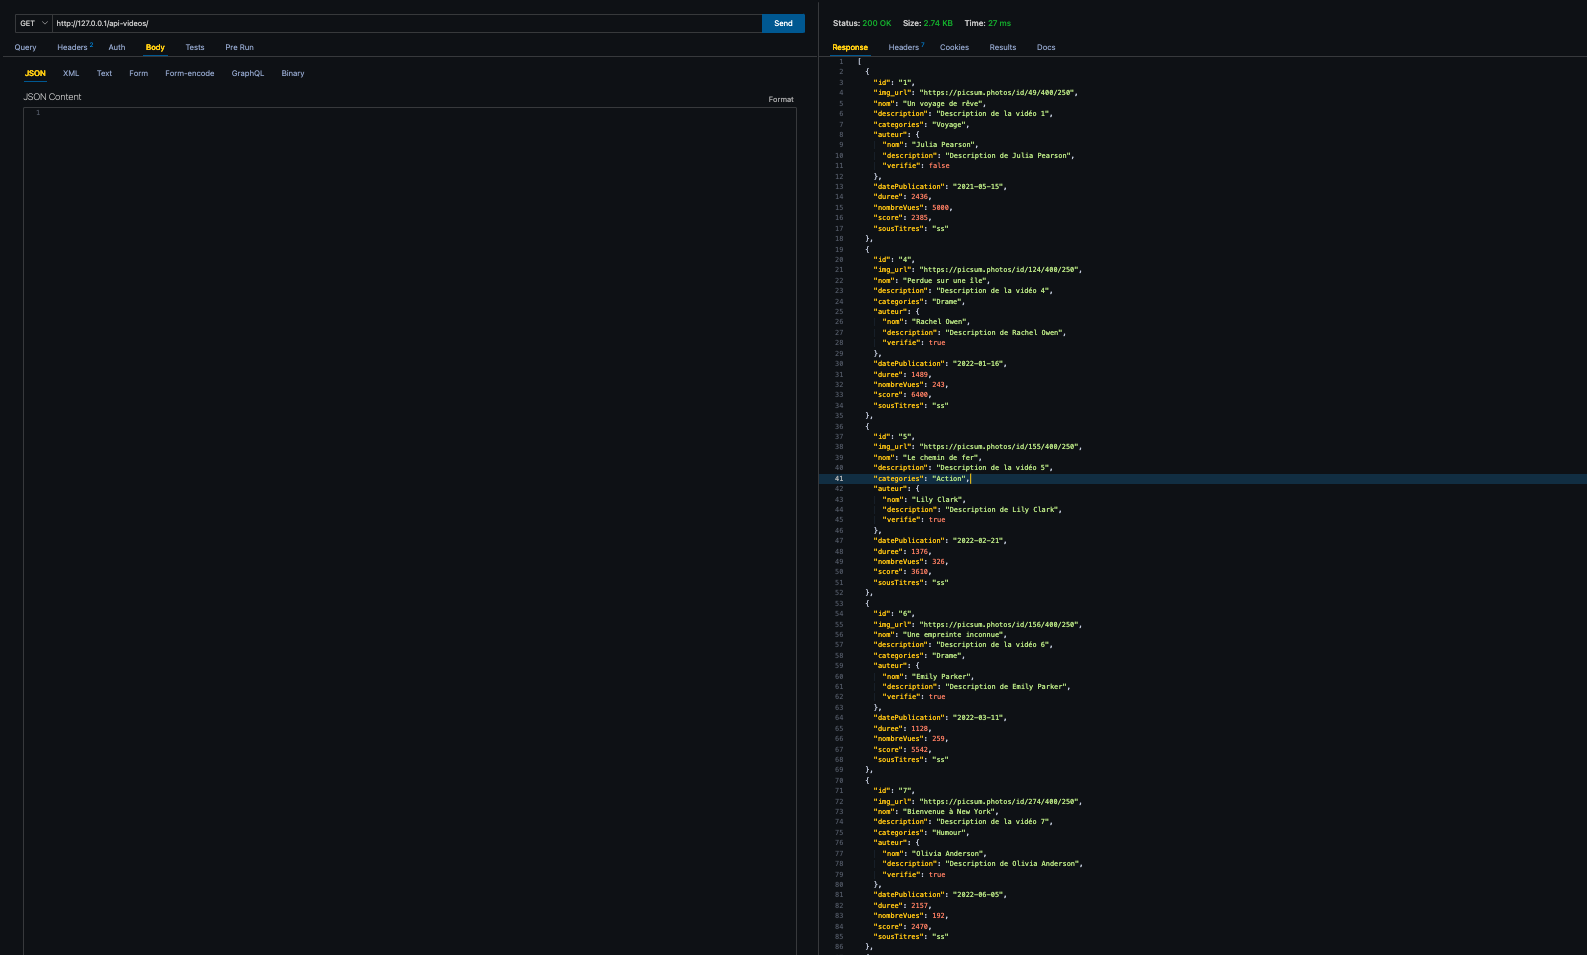 GET http://127.0.0.1/api-videos/ Send
Query Headers 2 Auth Body Tests Pre Run
JSON XML Text Form Form-encode GraphQL Binary
JSON Content
Format
1
Status: 200 OK Size: 2.74 KB Time: 27 ms
Response Headers 7 Cookies Results Docs
1 [
2 {
3 "id": "1",
4 "img_url": "https://picsum.photos/id/49/400/250",
5 "nom": "Un voyage de rêve",
6 "description": "Description de la vidéo 1",
7 "categories": "Voyage",
8 "auteur": {
9 "nom": "Julia Pearson",
10 "description": "Description de Julia Pearson",
11 "verifie": false
12 },
13 "datePublication": "2021-05-15",
14 "duree": 2436,
15 "nombreVues": 5000,
16 "score": 2385,
17 "sousTitres": "ss"
18 },
19 {
20 "id": "4",
21 "img_url": "https://picsum.photos/id/124/400/250",
22 "nom": "Perdue sur une île",
23 "description": "Description de la vidéo 4",
24 "categories": "Drame",
25 "auteur": {
26 "nom": "Rachel Owen",
27 "description": "Description de Rachel Owen",
28 "verifie": true
29 },
30 "datePublication": "2022-01-16",
31 "duree": 1489,
32 "nombreVues": 243,
33 "score": 6400,
34 "sousTitres": "ss"
35 },
36 {
37 "id": "5",
38 "img_url": "https://picsum.photos/id/155/400/250",
39 "nom": "Le chemin de fer",
40 "description": "Description de la vidéo 5",
41 "categories": "Action",
42 "auteur": {
43 "nom": "Lily Clark",
44 "description": "Description de Lily Clark",
45 "verifie": true
46 },
47 "datePublication": "2022-02-21",
48 "duree": 1376,
49 "nombreVues": 326,
50 "score": 3610,
51 "sousTitres": "ss"
52 },
53 {
54 "id": "6",
55 "img_url": "https://picsum.photos/id/156/400/250",
56 "nom": "Une empreinte inconnue",
57 "description": "Description de la vidéo 6",
58 "categories": "Drame",
59 "auteur": {
60 "nom": "Emily Parker",
61 "description": "Description de Emily Parker",
62 "verifie": true
63 },
64 "datePublication": "2022-03-11",
65 "duree": 1128,
66 "nombreVues": 259,
67 "score": 5542,
68 "sousTitres": "ss"
69 },
70 {
71 "id": "7",
72 "img_url": "https://picsum.photos/id/274/400/250",
73 "nom": "Bienvenue à New York",
74 "description": "Description de la vidéo 7",
75 "categories": "Humour",
76 "auteur": {
77 "nom": "Olivia Anderson",
78 "description": "Description de Olivia Anderson",
79 "verifie": true
80 },
81 "datePublication": "2022-06-05",
82 "duree": 2157,
83 "nombreVues": 192,
84 "score": 2470,
85 "sousTitres": "ss"
86 },